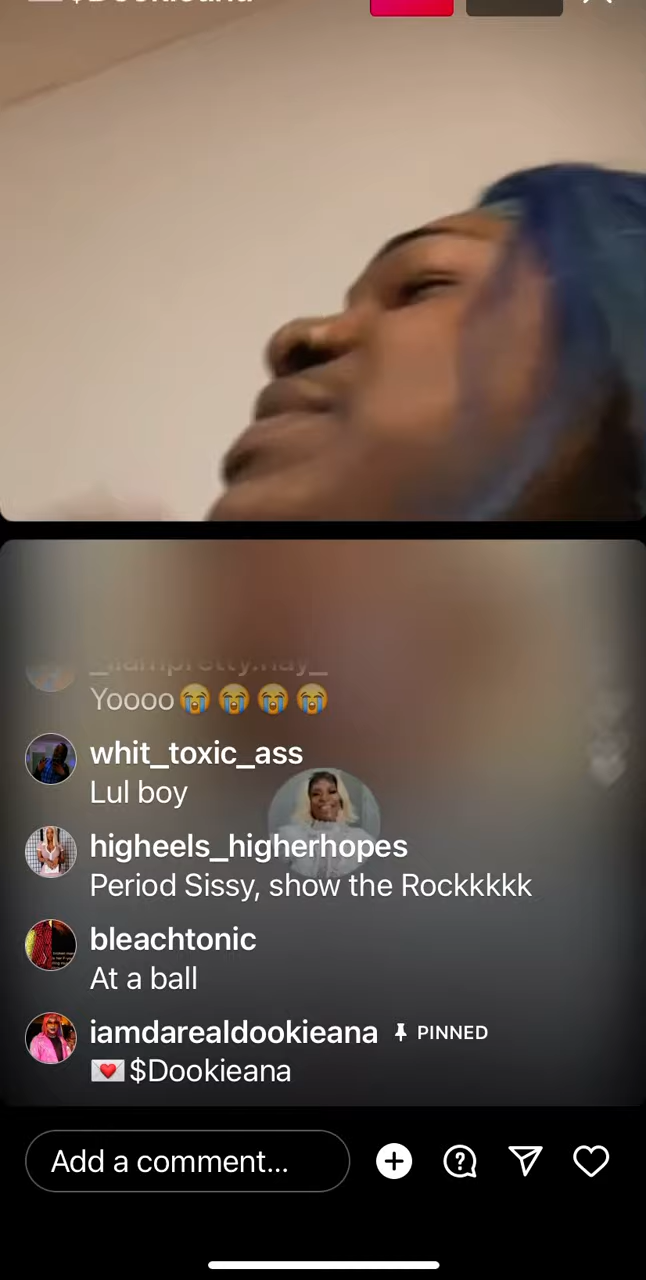 Yoooo😭😭😭😭
whit_toxic_ass
Lul boy
higheels_higherhopes
Period Sissy, show the Rockkkkk
bleachtonic
At a ball
iamdarealdookieana PINNED
💌$Dookieana
Add a comment...